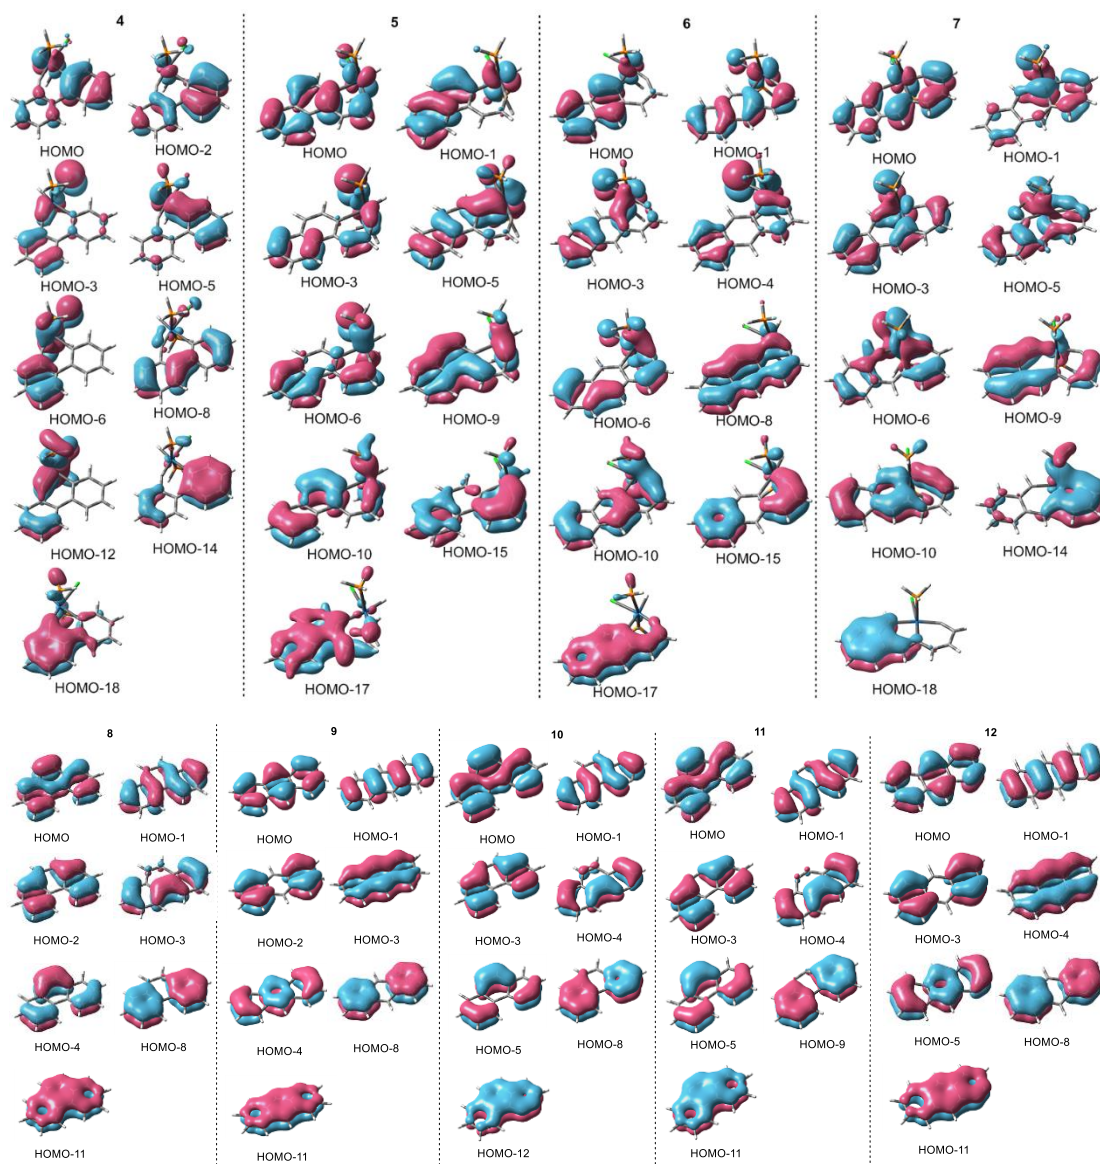 4 5 6 7
HOMO HOMO-2 HOMO HOMO-1 HOMO HOMO-1 HOMO HOMO-1
HOMO-3 HOMO-5 HOMO-3 HOMO-5 HOMO-3 HOMO-4 HOMO-3 HOMO-5
HOMO-6 HOMO-8 HOMO-6 HOMO-9 HOMO-6 HOMO-8 HOMO-6 HOMO-9
HOMO-12 HOMO-14 HOMO-10 HOMO-15 HOMO-10 HOMO-15 HOMO-10 HOMO-14
HOMO-18 HOMO-17 HOMO-17 HOMO-18
8 9 10 11 12
HOMO HOMO-1 HOMO HOMO-1 HOMO HOMO-1 HOMO HOMO-1 HOMO HOMO-1
HOMO-2 HOMO-3 HOMO-2 HOMO-3 HOMO-3 HOMO-4 HOMO-3 HOMO-4 HOMO-3 HOMO-4
HOMO-4 HOMO-8 HOMO-4 HOMO-8 HOMO-5 HOMO-8 HOMO-5 HOMO-9 HOMO-5 HOMO-8
HOMO-11 HOMO-11 HOMO-12 HOMO-11 HOMO-11